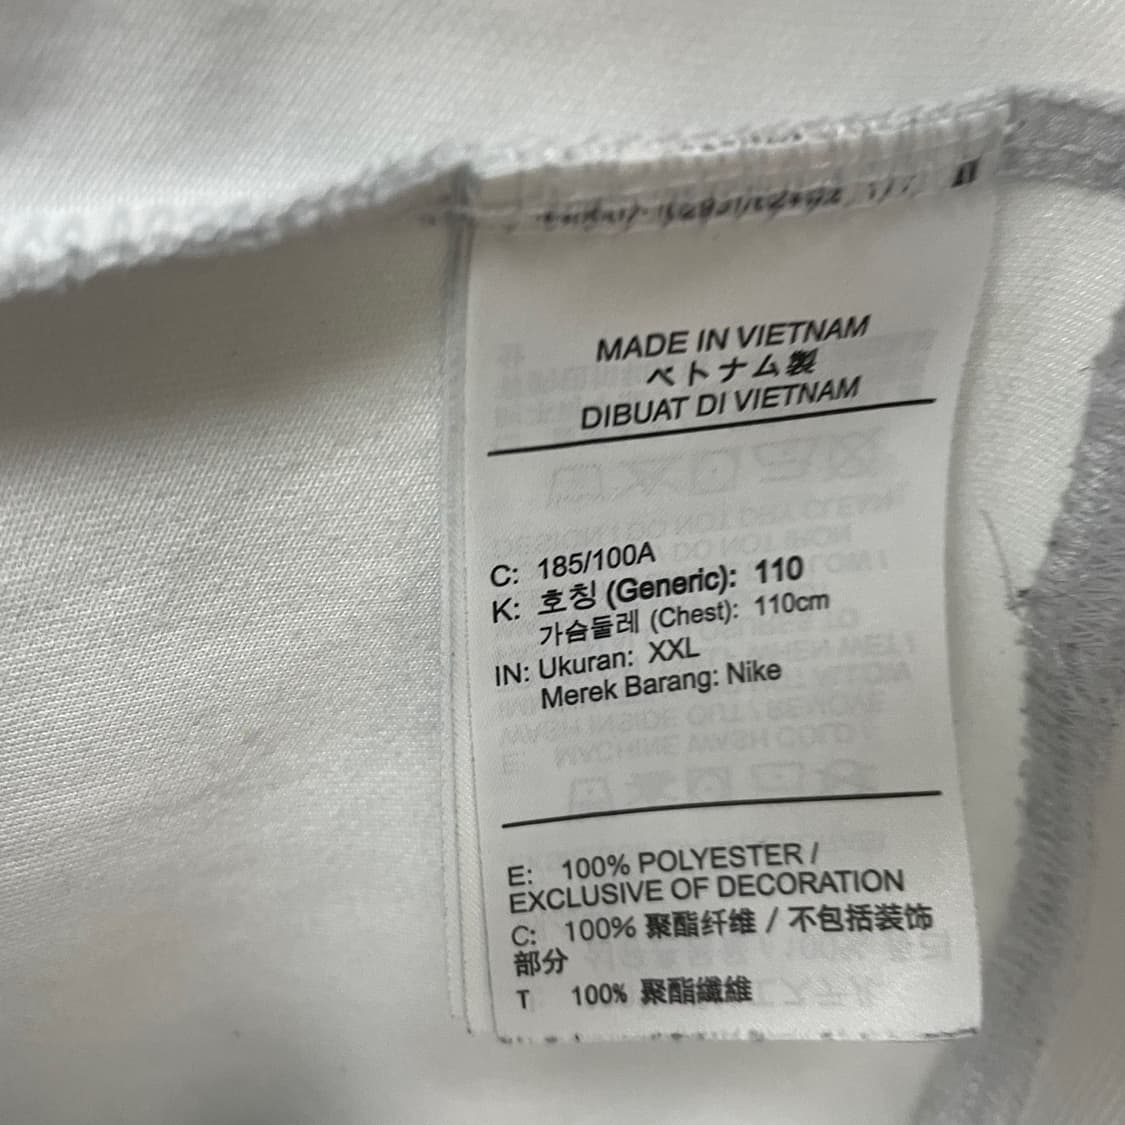 MADE IN VIETNAM
ベトナム製
DIBUAT DI VIETNAM
C: 185/100A
K: 호칭 (Generic): 110
가슴둘레 (Chest): 110cm
IN: Ukuran: XXL
Merek Barang: Nike
E: 100% POLYESTER /
EXCLUSIVE OF DECORATION
C: 100% 聚酯纤维 / 不包括装饰
部分
T 100% 聚酯纖維